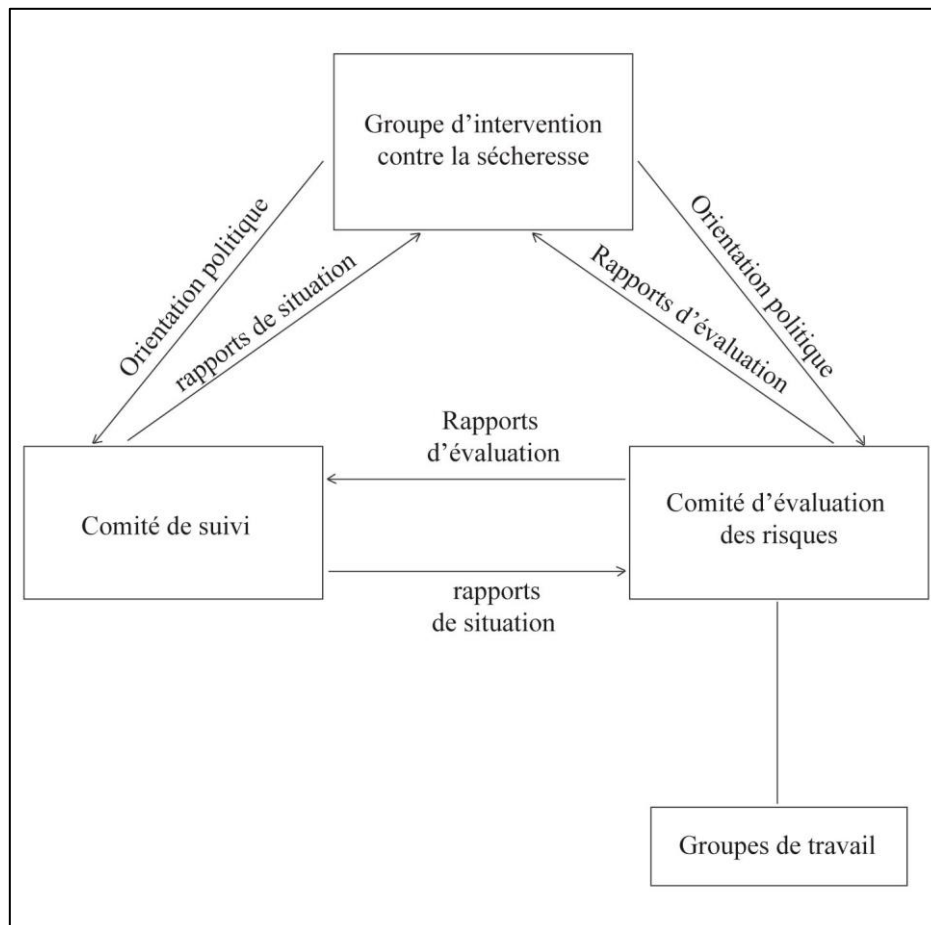 Groupe d’intervention
contre la sécheresse
Orientation politique
rapports de situation
Rapports d’évaluation
Orientation politique
Rapports
d’évaluation
Comité de suivi
Comité d’évaluation
des risques
rapports
de situation
Groupes de travail